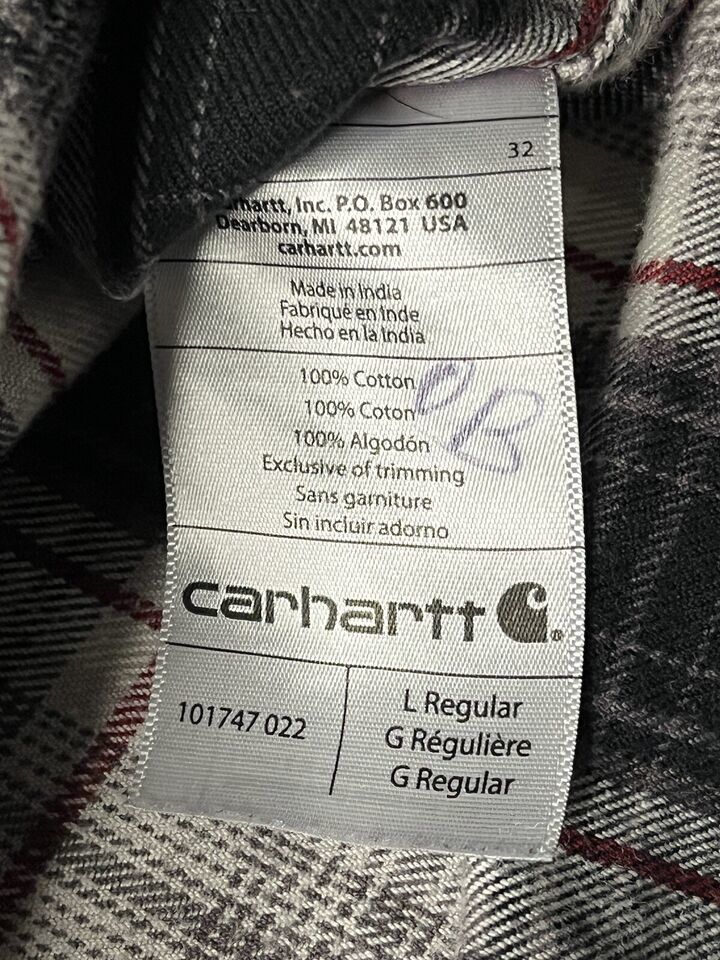 32
Carhartt, Inc. P.O. Box 600
Dearborn, MI 48121 USA
carhartt.com
Made in India
Fabriqué en Inde
Hecho en la India
100% Cotton
100% Coton
100% Algodón
Exclusive of trimming
Sans garniture
Sin incluir adorno
carhartt
101747 022
L Regular
G Régulière
G Regular